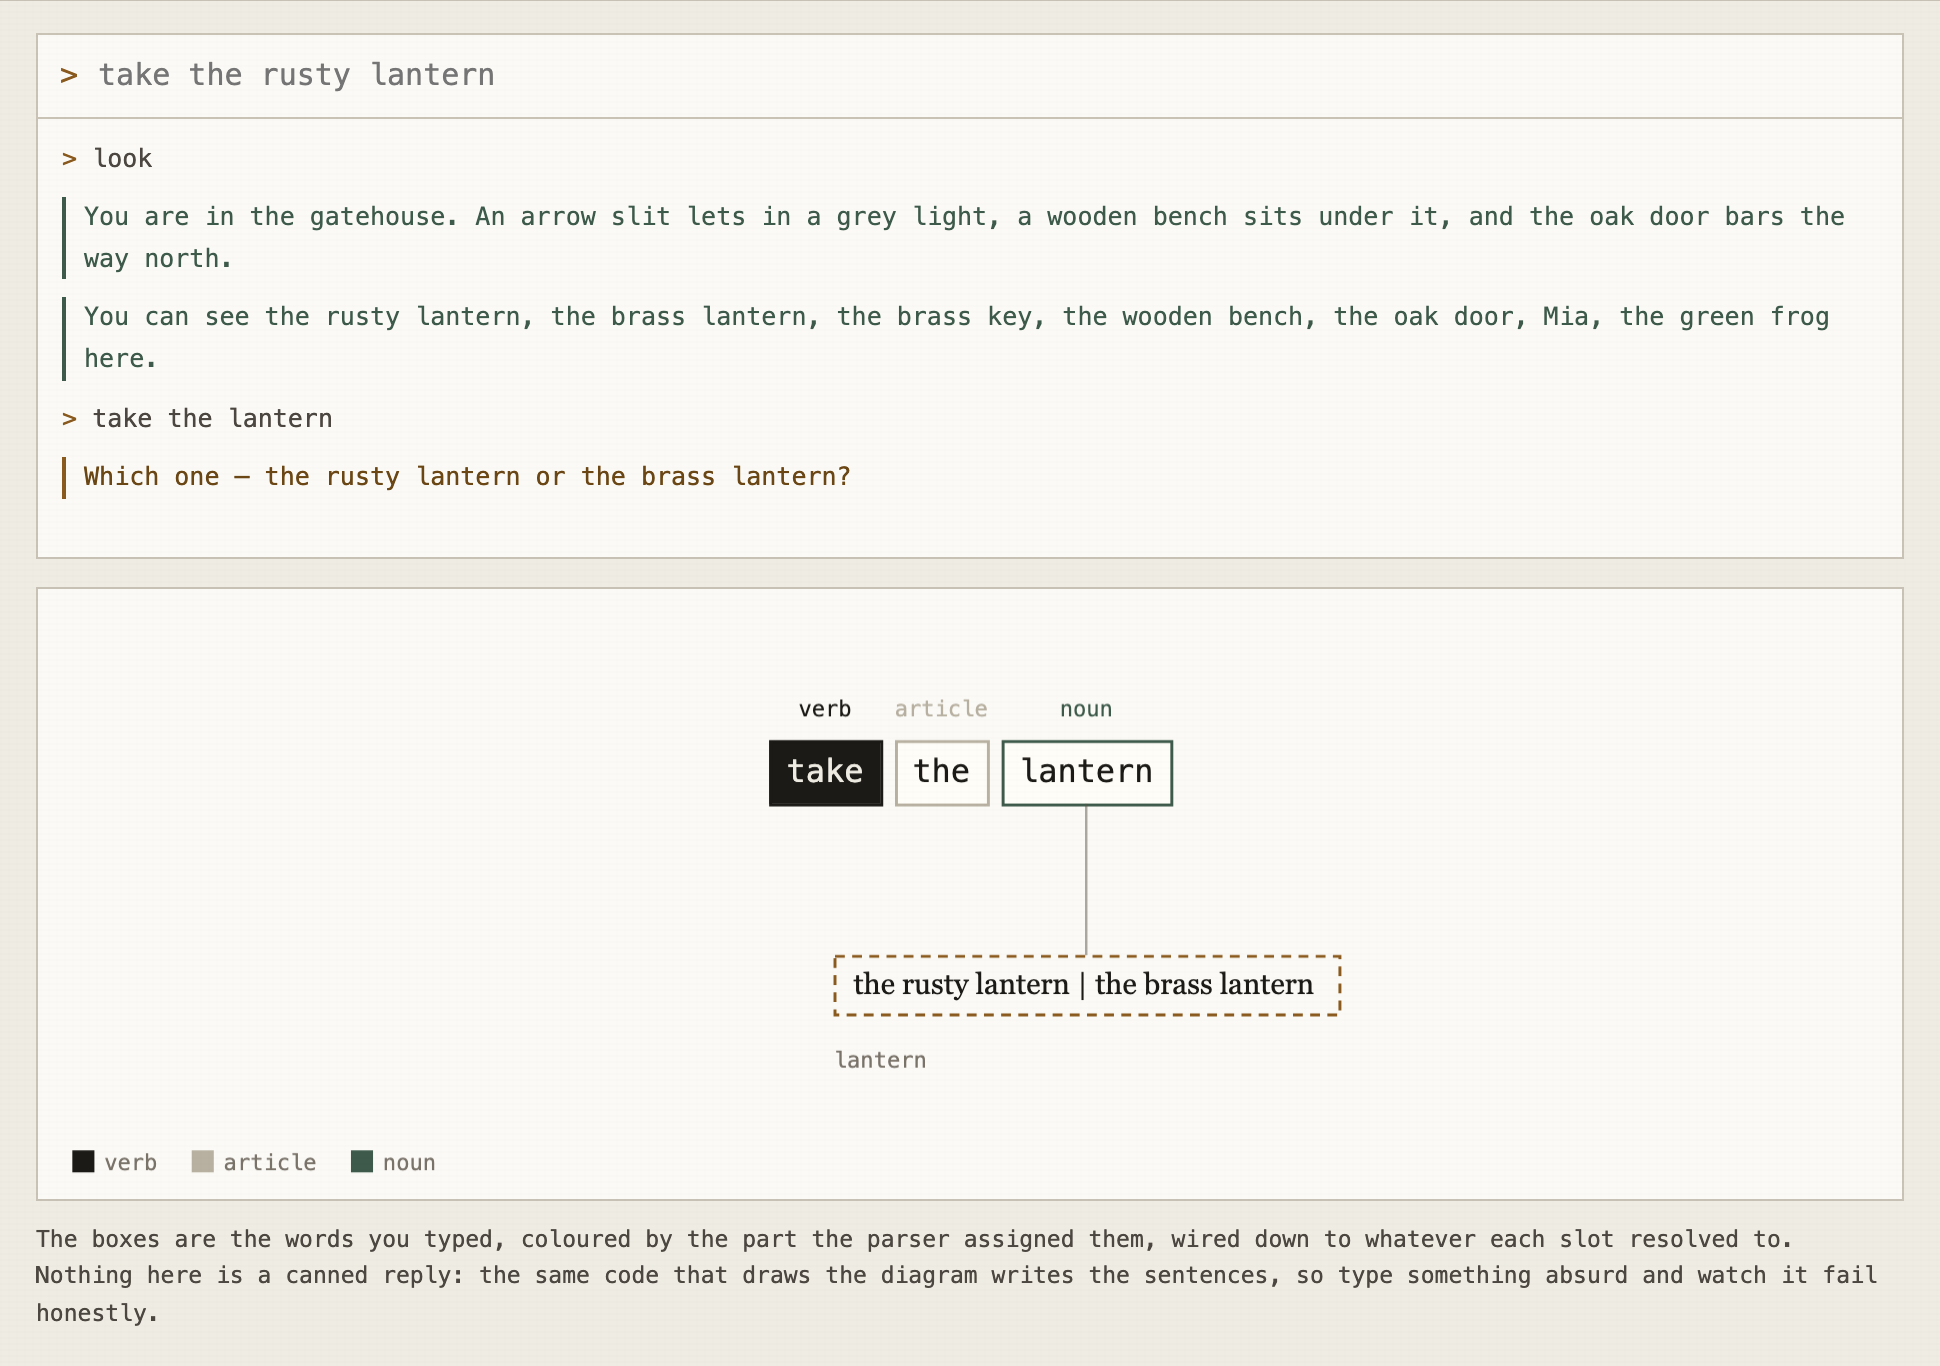 > take the rusty lantern
> look
You are in the gatehouse. An arrow slit lets in a grey light, a wooden bench sits under it, and the oak door bars the
way north.
You can see the rusty lantern, the brass lantern, the brass key, the wooden bench, the oak door, Mia, the green frog
here.
> take the lantern
Which one — the rusty lantern or the brass lantern?
verb article noun
take the lantern
the rusty lantern | the brass lantern
lantern
verb article noun
The boxes are the words you typed, coloured by the part the parser assigned them, wired down to whatever each slot resolved to.
Nothing here is a canned reply: the same code that draws the diagram writes the sentences, so type something absurd and watch it fail
honestly.